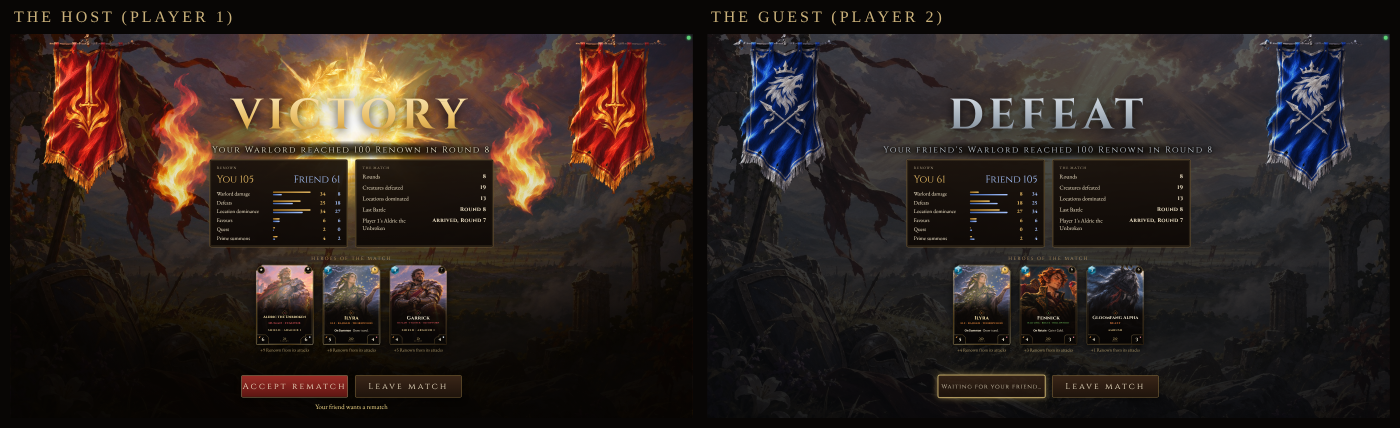 THE HOST (PLAYER 1)
VICTORY
Your Warlord reached 100 Renown in Round 8
RENOWN
You 105 Friend 61
Warlord damage 34 8
Defeats 25 18
Location dominance 34 27
Favours 6 6
Quest 2 0
Prime summons 4 2
THE MATCH
Rounds 8
Creatures defeated 19
Locations dominated 13
Last Battle Round 8
Player 1's Aldric the Unbroken Arrived, Round 7
HEROES OF THE MATCH
Aldric the Unbroken
Ilyra
Garrick
Accept Rematch
Leave Match
Your friend wants a rematch
THE GUEST (PLAYER 2)
DEFEAT
Your friend's Warlord reached 100 Renown in Round 8
RENOWN
You 61 Friend 105
Warlord damage 8 34
Defeats 18 25
Location dominance 27 34
Favours 6 6
Quest 0 2
Prime summons 2 4
THE MATCH
Rounds 8
Creatures defeated 19
Locations dominated 13
Last Battle Round 8
Player 1's Aldric the Unbroken Arrived, Round 7
HEROES OF THE MATCH
Ilyra
Fennick
Gloomfang Alpha
Waiting for your friend…
Leave Match